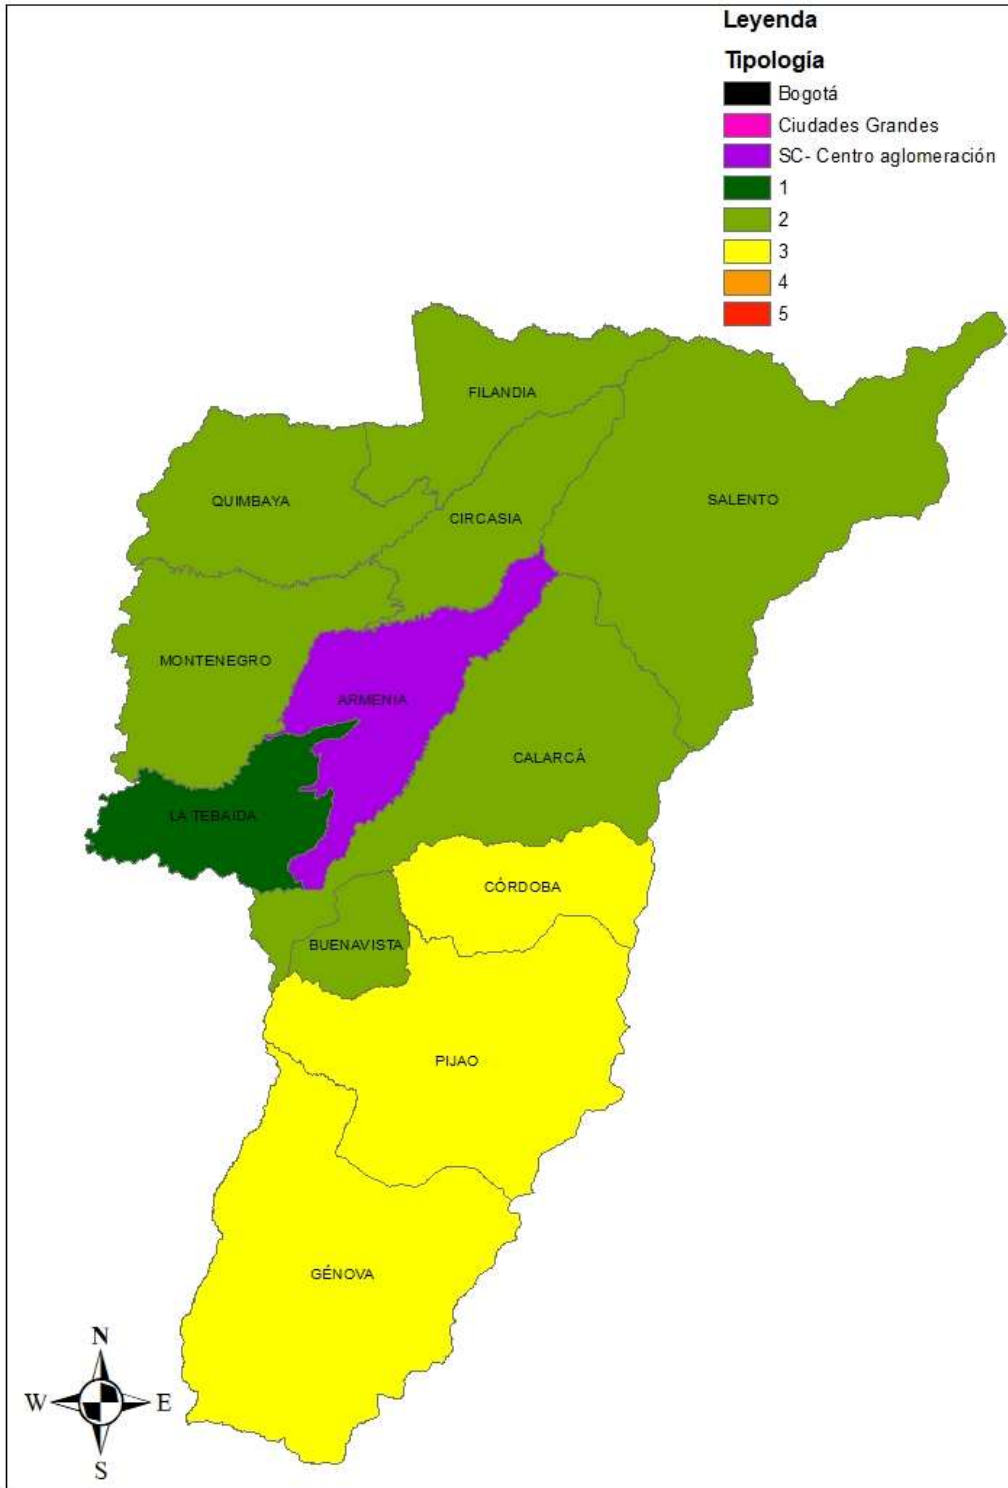 Leyenda
Tipología
Bogotá
Ciudades Grandes
SC- Centro aglomeración
1
2
3
4
5
FILANDIA
QUIMBAYA
SALENTO
CIRCASIA
MONTENEGRO
ARMENIA
CALARCÁ
LA TEBAIDA
CÓRDOBA
BUENAVISTA
PIJAO
GÉNOVA
N
W E
S